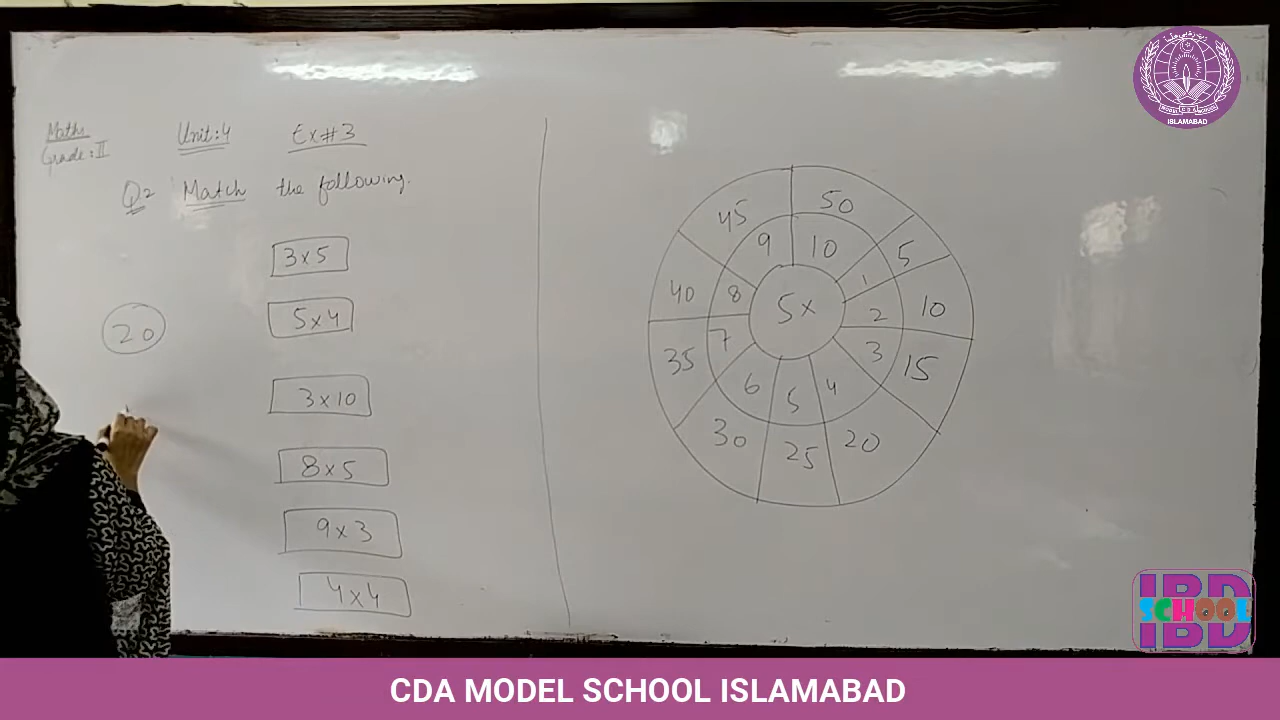 Maths
Grade: II
Unit: 4
Ex#3
Q2 Match the following.
3x5
5x4
20
3x10
8x5
9x3
4x4
45
50
9
10
5
40
8
1
2
10
5x
35
7
3
15
6
5
4
30
25
20
MODEL C.D.A SCHOOL
ISLAMABAD
IBD
SCHOOL
IBD
CDA MODEL SCHOOL ISLAMABAD